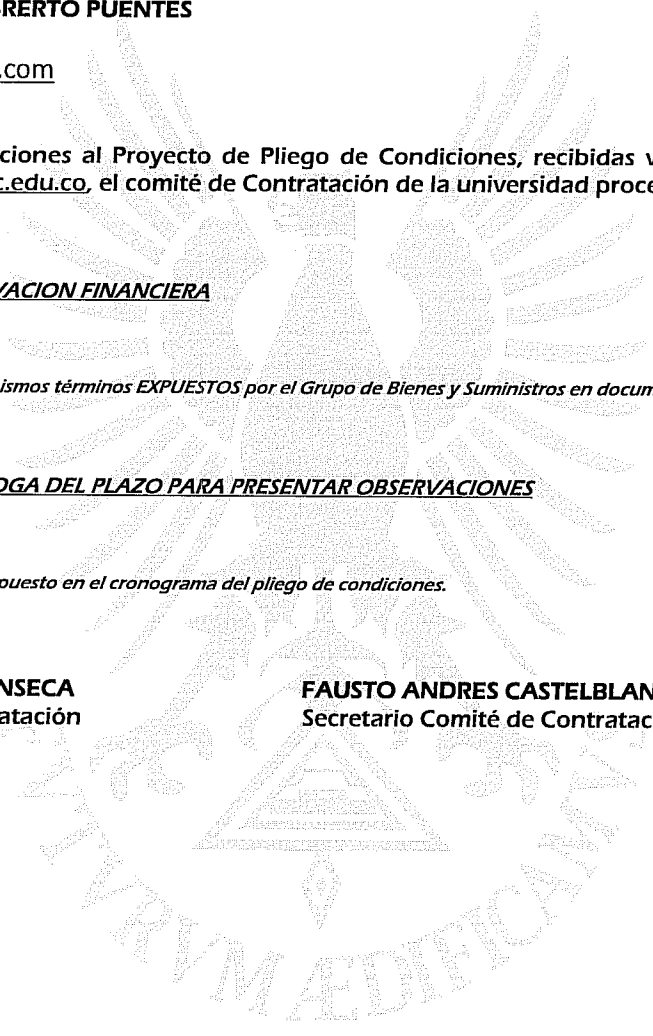 RERTO PUENTES
.com
ciones al Proyecto de Pliego de Condiciones, recibidas v
c.edu.co, el comité de Contratación de la universidad proce
VACION FINANCIERA
ismos términos EXPUESTOS por el Grupo de Bienes y Suministros en docum
OGA DEL PLAZO PARA PRESENTAR OBSERVACIONES
puesto en el cronograma del pliego de condiciones.
NSECA FAUSTO ANDRES CASTELBLAN
atación Secretario Comité de Contratac
TVRVM ÆDIFICAM